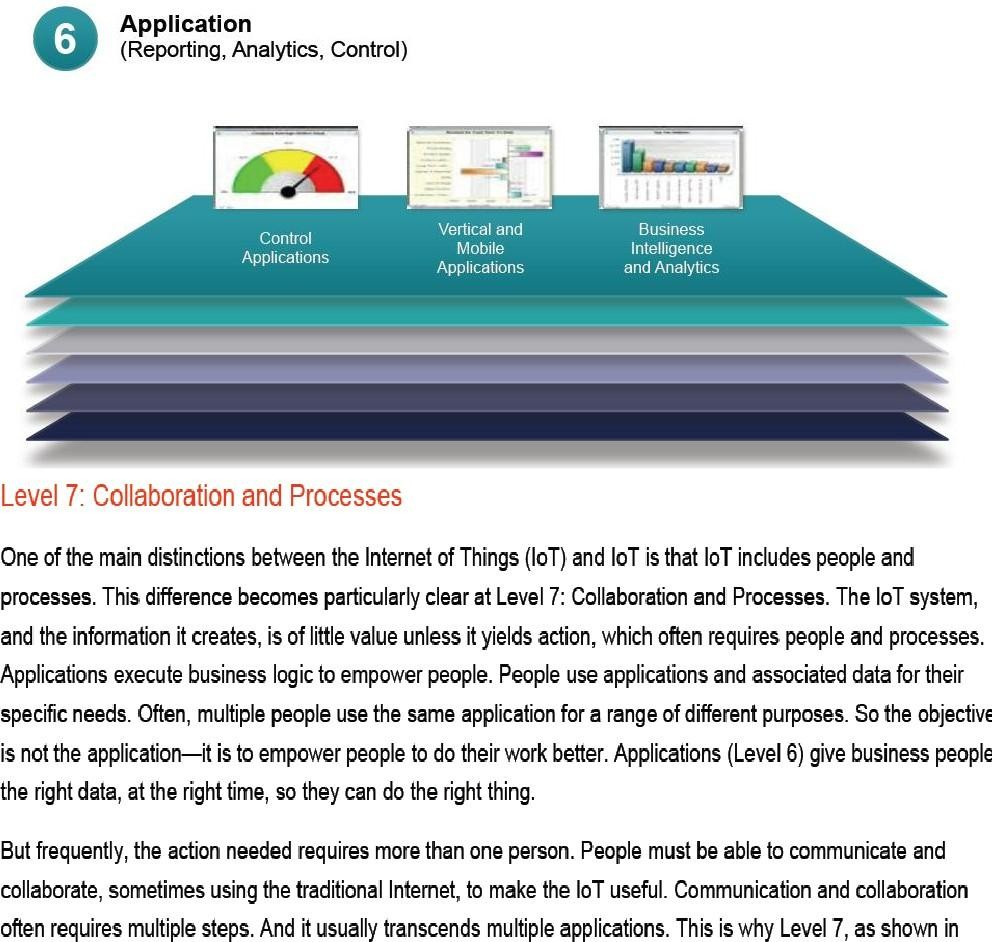 6
Application
(Reporting, Analytics, Control)
Control
Applications
Vertical and
Mobile
Applications
Business
Intelligence
and Analytics
Level 7: Collaboration and Processes
One of the main distinctions between the Internet of Things (IoT) and IoT is that IoT includes people and
processes. This difference becomes particularly clear at Level 7: Collaboration and Processes. The IoT system,
and the information it creates, is of little value unless it yields action, which often requires people and processes.
Applications execute business logic to empower people. People use applications and associated data for their
specific needs. Often, multiple people use the same application for a range of different purposes. So the objective
is not the application—it is to empower people to do their work better. Applications (Level 6) give business people
the right data, at the right time, so they can do the right thing.
But frequently, the action needed requires more than one person. People must be able to communicate and
collaborate, sometimes using the traditional Internet, to make the IoT useful. Communication and collaboration
often requires multiple steps. And it usually transcends multiple applications. This is why Level 7, as shown in